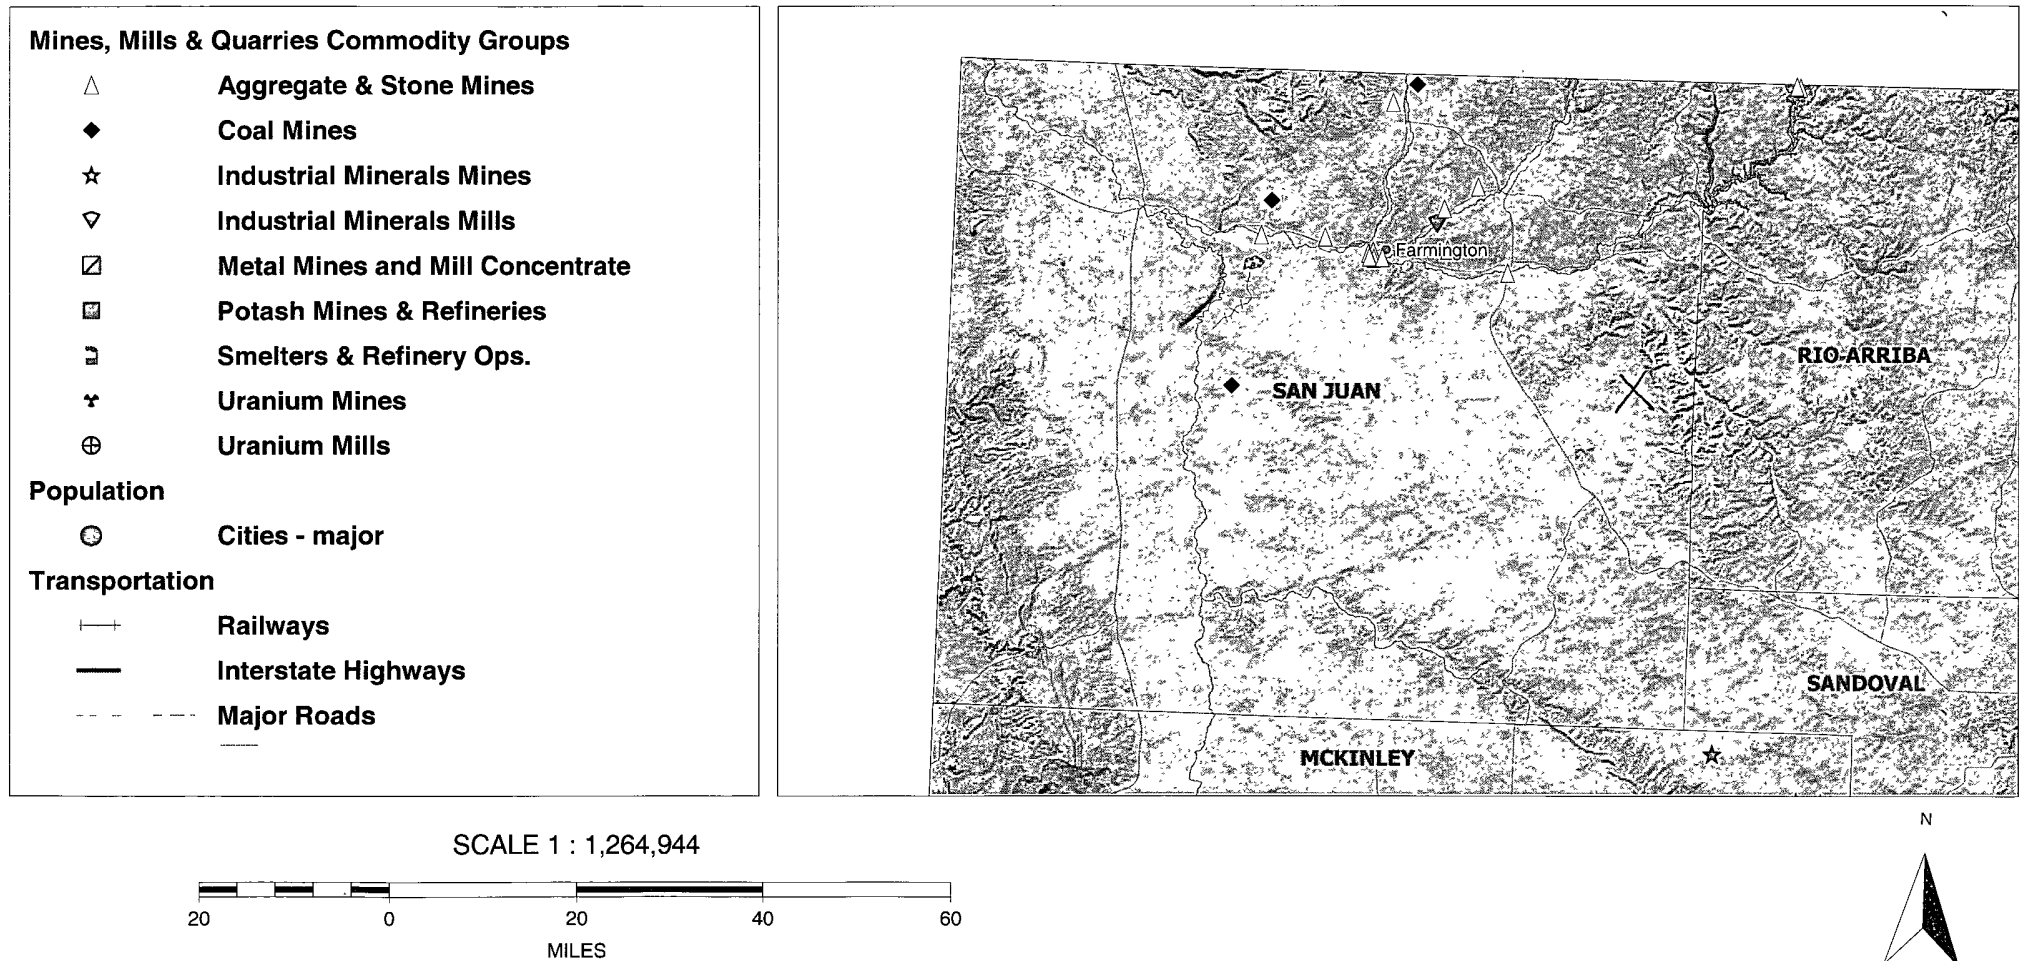 Mines, Mills & Quarries Commodity Groups
Aggregate & Stone Mines
Coal Mines
Industrial Minerals Mines
Industrial Minerals Mills
Metal Mines and Mill Concentrate
Potash Mines & Refineries
Smelters & Refinery Ops.
Uranium Mines
Uranium Mills
Population
Cities - major
Transportation
Railways
Interstate Highways
Major Roads
Farmington
RIO-ARRIBA
SAN JUAN
SANDOVAL
MCKINLEY
SCALE 1 : 1,264,944
20 0 20 40 60
MILES
N